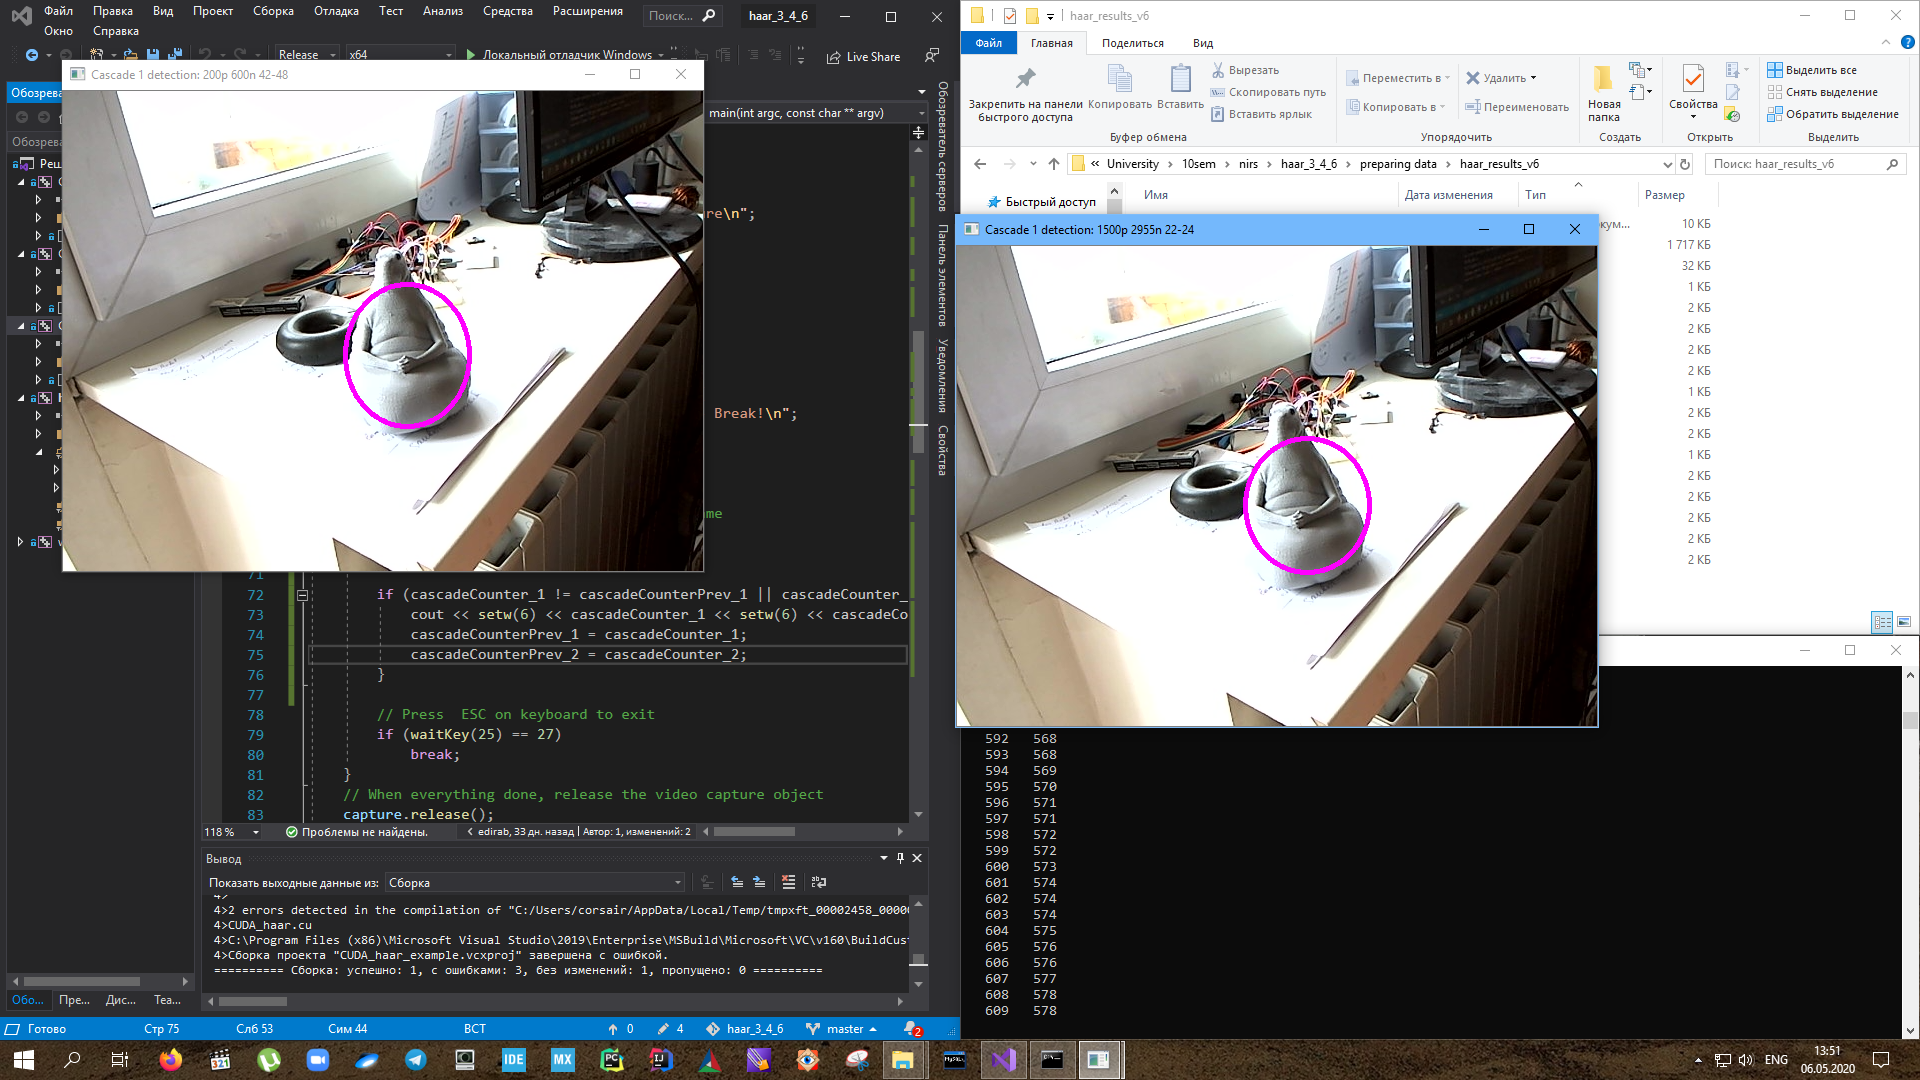 Файл Правка Вид Проект Сборка Отладка Тест Анализ Средства Расширения Поиск... haar_3_4_6
Окно Справка
Release x64 Локальный отладчик Windows Live Share
Cascade 1 detection: 200p 600n 42-48
main(int argc, const char ** argv)
re\n";
Break!\n";
me
71
72 if (cascadeCounter_1 != cascadeCounterPrev_1 || cascadeCounter_
73 cout << setw(6) << cascadeCounter_1 << setw(6) << cascadeCo
74 cascadeCounterPrev_1 = cascadeCounter_1;
75 cascadeCounterPrev_2 = cascadeCounter_2;
76 }
77
78 // Press  ESC on keyboard to exit
79 if (waitKey(25) == 27)
80 break;
81 }
82 // When everything done, release the video capture object
83 capture.release();
118 % Проблемы не найдены. edirab, 33 дн. назад | Автор: 1, изменений: 2
Обозреватель серверов
Панель элементов
Уведомления
Свойства
Вывод
Показать выходные данные из: Сборка
4>2 errors detected in the compilation of "C:/Users/corsair/AppData/Local/Temp/tmpxft_00002458_0000
4>CUDA_haar.cu
4>C:\Program Files (x86)\Microsoft Visual Studio\2019\Enterprise\MSBuild\Microsoft\VC\v160\BuildCus
4>Сборка проекта "CUDA_haar_example.vcxproj" завершена с ошибкой.
========== Сборка: успешно: 1, с ошибками: 3, без изменений: 1, пропущено: 0 ==========
Обо... Пре... Дис... Tea...
Готово Стр 75 Слб 53 Сим 44 ВСТ 0 4 haar_3_4_6 master 2
haar_results_v6
Файл Главная Поделиться Вид
Закрепить на панели быстрого доступа
Копировать
Вставить
Вырезать
Скопировать путь
Вставить ярлык
Буфер обмена
Переместить в
Копировать в
Удалить
Переименовать
Упорядочить
Новая папка
Создать
Свойства
Открыть
Выделить все
Снять выделение
Обратить выделение
Выделить
« University > 10sem > nirs > haar_3_4_6 > preparing data > haar_results_v6
Поиск: haar_results_v6
Быстрый доступ Имя Дата изменения Тип Размер
кум... 10 КБ
1 717 КБ
32 КБ
1 КБ
2 КБ
2 КБ
2 КБ
2 КБ
1 КБ
2 КБ
2 КБ
1 КБ
2 КБ
2 КБ
2 КБ
2 КБ
2 КБ
Cascade 1 detection: 1500p 2955n 22-24
592 568
593 568
594 569
595 570
596 571
597 571
598 572
599 572
600 573
601 574
602 574
603 574
604 575
605 576
606 576
607 577
608 578
609 578
IDE MX PC IJ ENG 13:51
06.05.2020